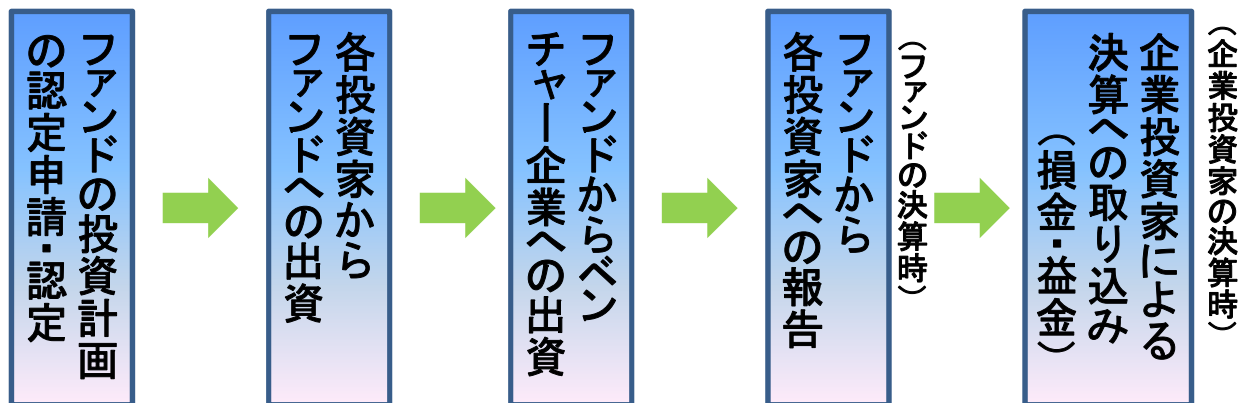 ファンドの投資計画
の認定申請・認定
各投資家から
ファンドへの出資
ファンドからベン
チャー企業への出資
ファンドから
各投資家への報告
（ファンドの決算時）
企業投資家による
決算への取り込み
（損金・益金）
（企業投資家の決算時）